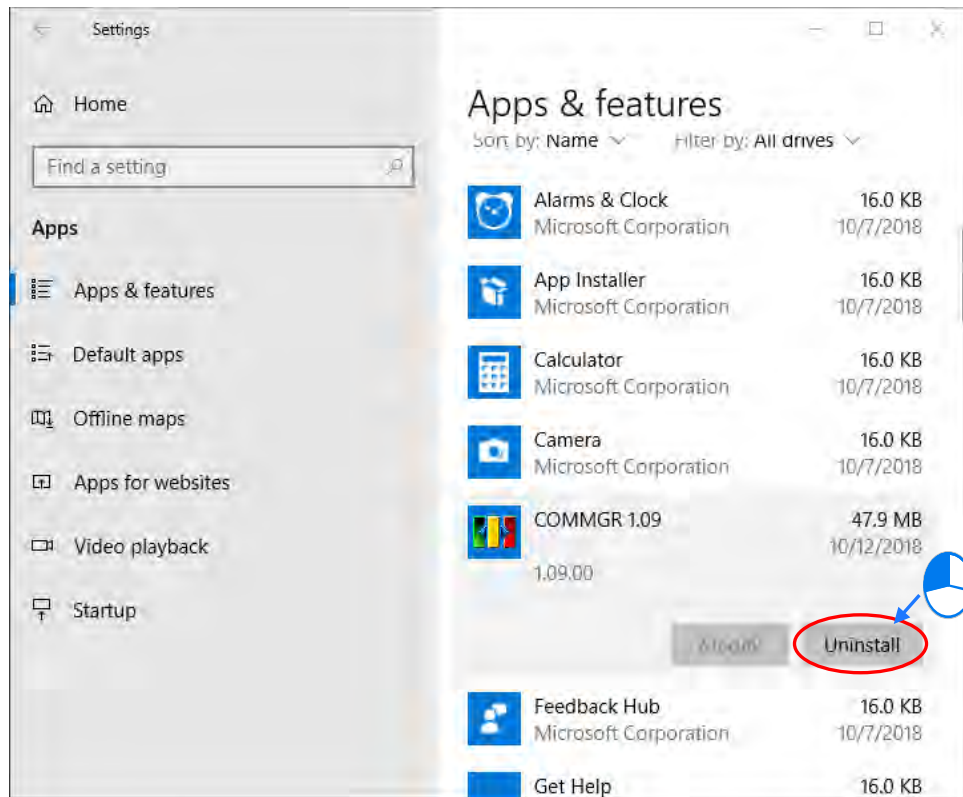 Settings
Home
Find a setting
Apps
Apps & features
Default apps
Offline maps
Apps for websites
Video playback
Startup
Apps & features
Sort by: Name Filter by: All drives
Alarms & Clock 16.0 KB
Microsoft Corporation 10/7/2018
App Installer 16.0 KB
Microsoft Corporation 10/7/2018
Calculator 16.0 KB
Microsoft Corporation 10/7/2018
Camera 16.0 KB
Microsoft Corporation 10/7/2018
COMMGR 1.09 47.9 MB
10/12/2018
1.09.00
Modify Uninstall
Feedback Hub 16.0 KB
Microsoft Corporation 10/7/2018
Get Help 16.0 KB